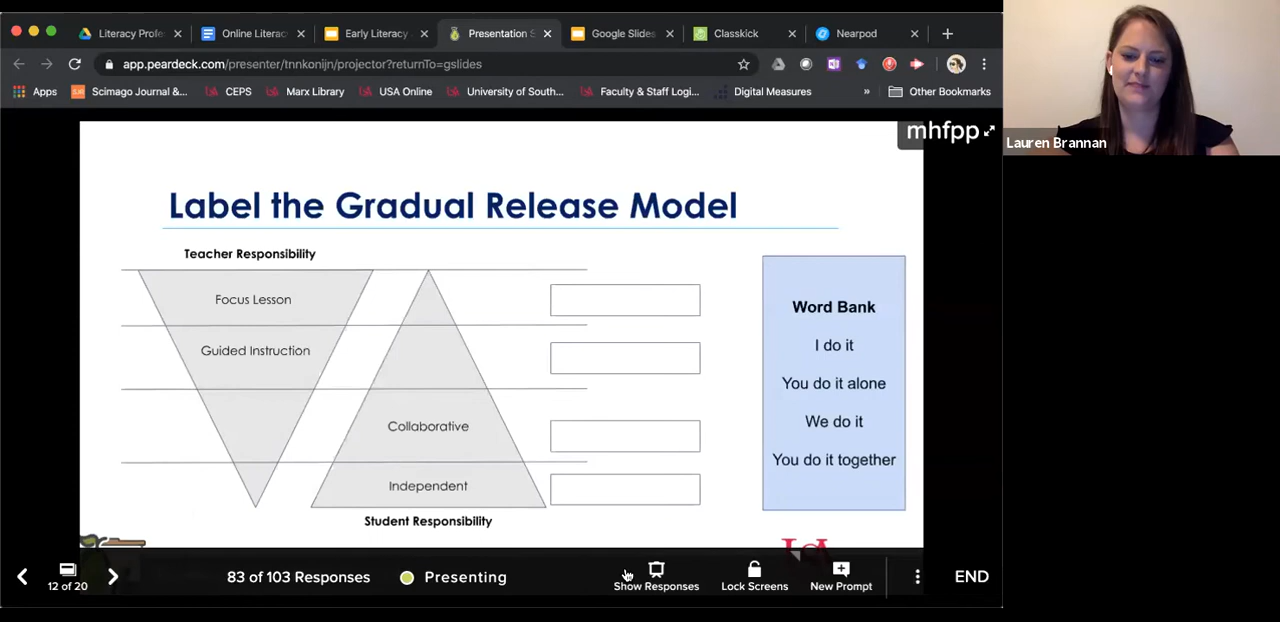 Literacy Profe
Online Literac
Early Literacy
Presentation S
Google Slides
Classkick
Nearpod
app.peardeck.com/presenter/tnnkonijn/projector?returnTo=gslides
Apps
Scimago Journal &...
CEPS
Marx Library
USA Online
University of South...
Faculty & Staff Logi...
Digital Measures
»
Other Bookmarks
mhfpp
Lauren Brannan
Label the Gradual Release Model
Teacher Responsibility
Focus Lesson
Guided Instruction
Collaborative
Independent
Student Responsibility
Word Bank
I do it
You do it alone
We do it
You do it together
12 of 20
83 of 103 Responses
Presenting
Show Responses
Lock Screens
New Prompt
END